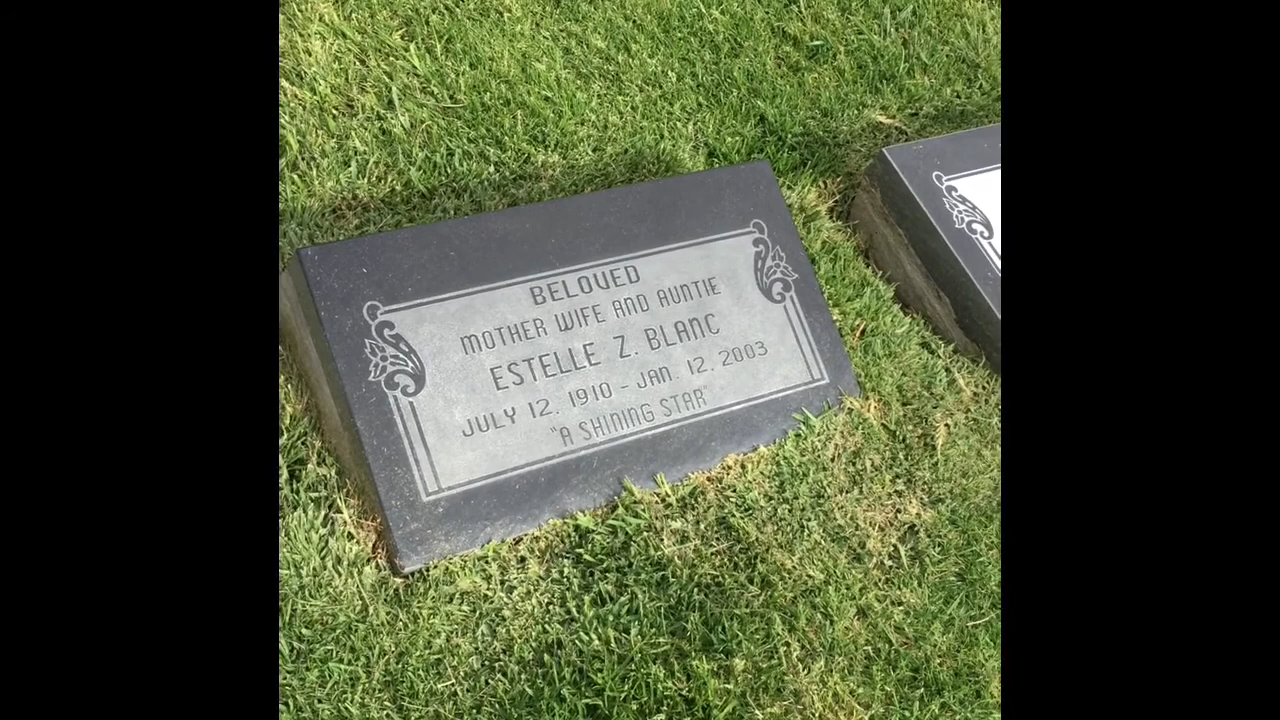 BELOVED
MOTHER WIFE AND AUNTIE
ESTELLE Z. BLANC
JULY 12, 1910 - JAN. 12, 2003
"A SHINING STAR"